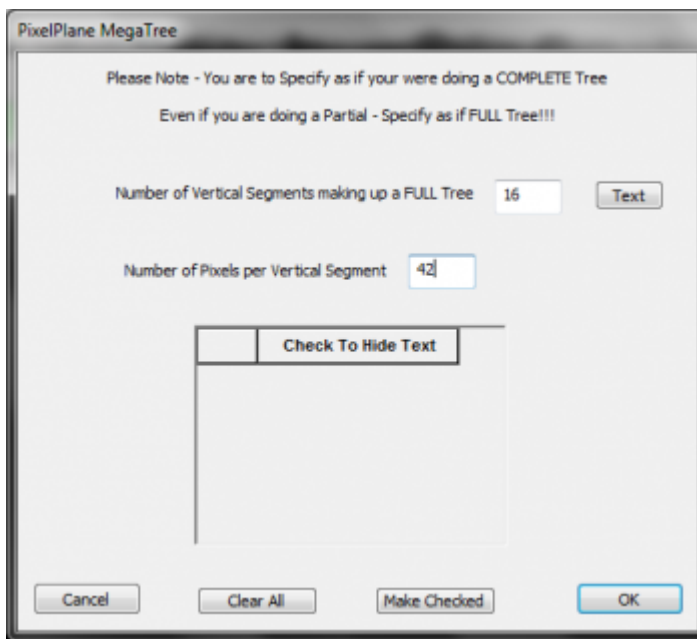 PixelPlane MegaTree
Please Note - You are to Specify as if your were doing a COMPLETE Tree
Even if you are doing a Partial - Specify as if FULL Tree!!!
Number of Vertical Segments making up a FULL Tree 16 Text
Number of Pixels per Vertical Segment 42
Check To Hide Text
Cancel Clear All Make Checked OK